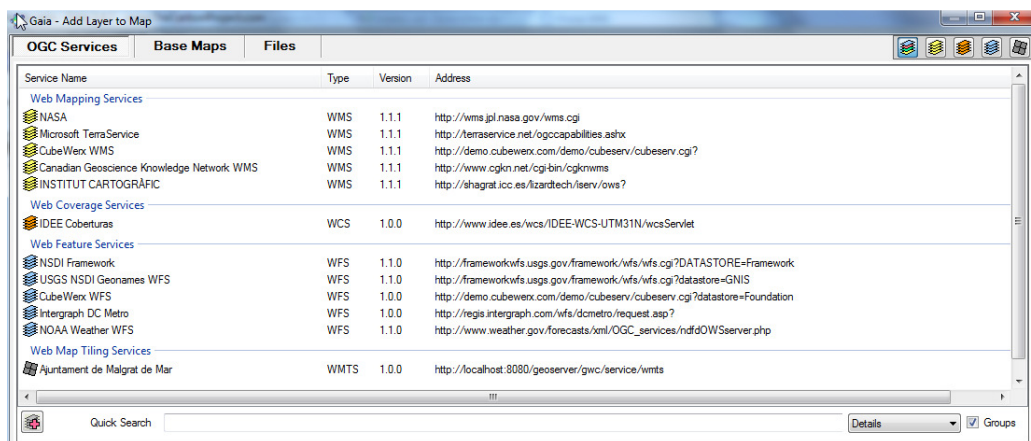 Gaia - Add Layer to Map
OGC Services Base Maps Files
Service Name Type Version Address
Web Mapping Services
NASA WMS 1.1.1 http://wms.jpl.nasa.gov/wms.cgi
Microsoft TerraService WMS 1.1.1 http://terraservice.net/ogccapabilities.ashx
CubeWerx WMS WMS 1.1.1 http://demo.cubewerx.com/demo/cubeserv/cubeserv.cgi?
Canadian Geoscience Knowledge Network WMS WMS 1.1.1 http://www.cgkn.net/cgi-bin/cgknwms
INSTITUT CARTOGRÀFIC WMS 1.1.1 http://shagrat.icc.es/lizardtech/iserv/ows?
Web Coverage Services
IDEE Coberturas WCS 1.0.0 http://www.idee.es/wcs/IDEE-WCS-UTM31N/wcsServlet
Web Feature Services
NSDI Framework WFS 1.1.0 http://frameworkwfs.usgs.gov/framework/wfs/wfs.cgi?DATASTORE=Framework
USGS NSDI Geonames WFS WFS 1.1.0 http://frameworkwfs.usgs.gov/framework/wfs/wfs.cgi?datastore=GNIS
CubeWerx WFS WFS 1.0.0 http://demo.cubewerx.com/demo/cubeserv/cubeserv.cgi?datastore=Foundation
Intergraph DC Metro WFS 1.0.0 http://regis.intergraph.com/wfs/dcmetro/request.asp?
NOAA Weather WFS WFS 1.1.0 http://www.weather.gov/forecasts/xml/OGC_services/ndfdOWSserver.php
Web Map Tiling Services
Ajuntament de Malgrat de Mar WMTS 1.0.0 http://localhost:8080/geoserver/gwc/service/wmts
Quick Search Details Groups